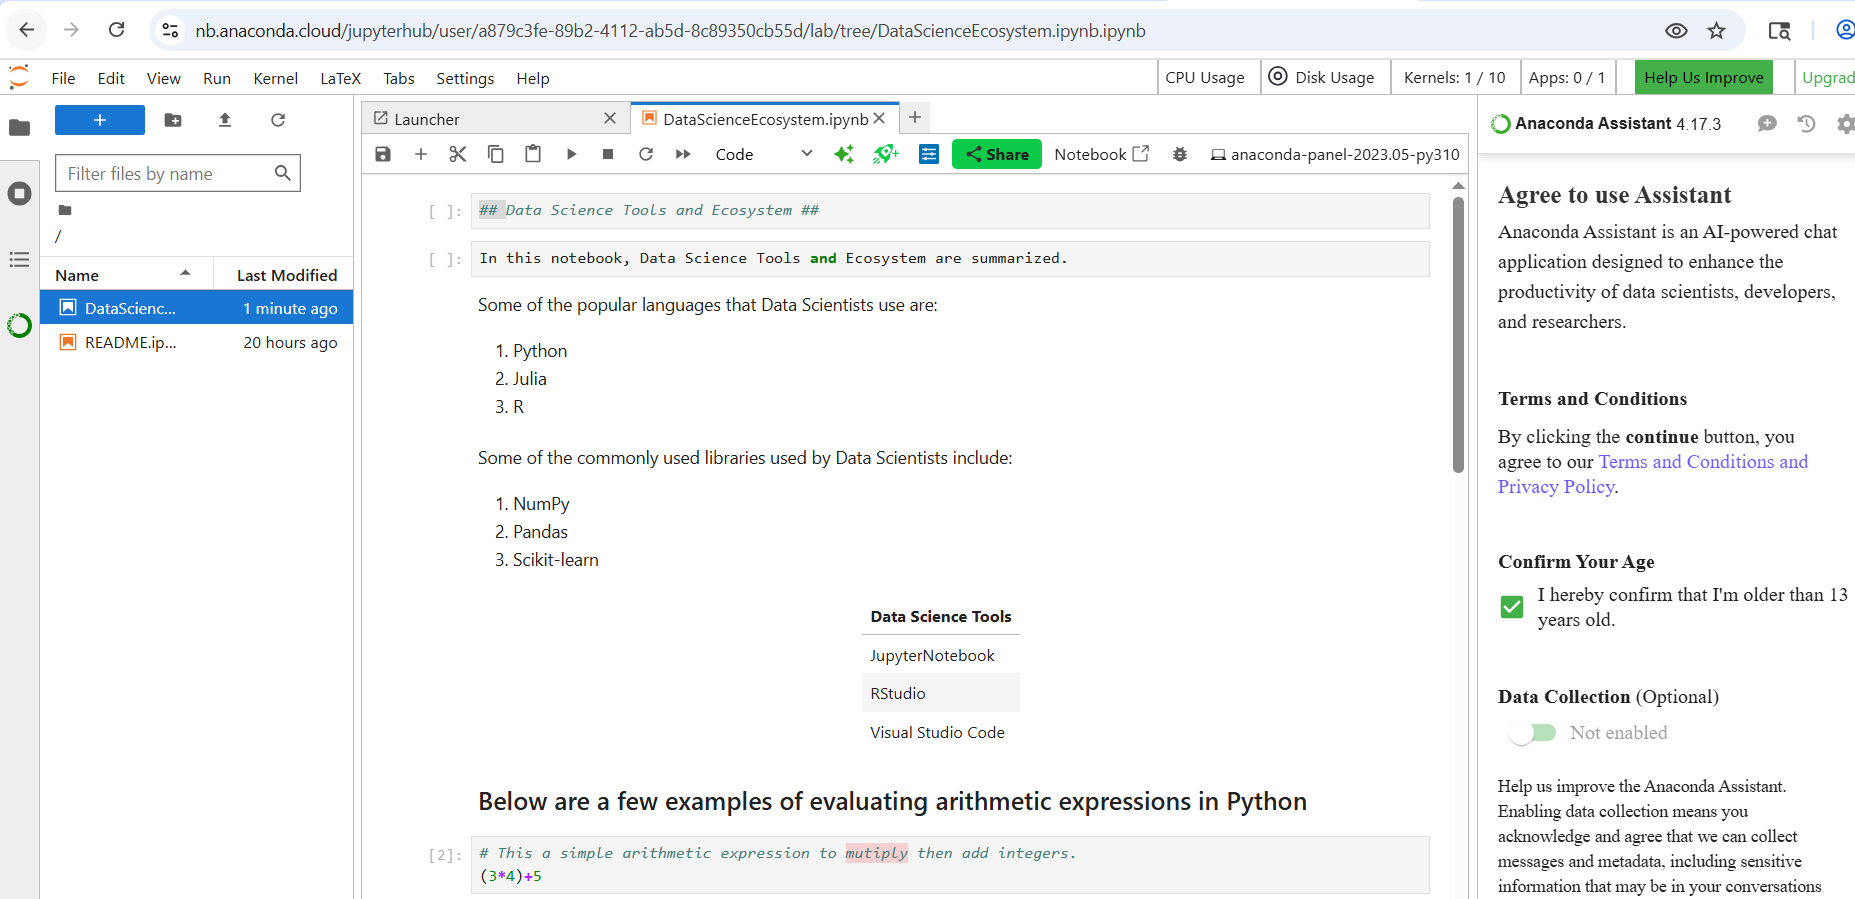 nb.anaconda.cloud/jupyterhub/user/a879c3fe-89b2-4112-ab5d-8c89350cb55d/lab/tree/DataScienceEcosystem.ipynb.ipynb
File Edit View Run Kernel LaTeX Tabs Settings Help CPU Usage Disk Usage Kernels: 1 / 10 Apps: 0 / 1 Help Us Improve Upgrad
+
Filter files by name
/
Name Last Modified
DataScienc... 1 minute ago
README.ip... 20 hours ago
Launcher DataScienceEcosystem.ipynb
Code Share Notebook anaconda-panel-2023.05-py310
[ ]: ## Data Science Tools and Ecosystem ##
[ ]: In this notebook, Data Science Tools and Ecosystem are summarized.
Some of the popular languages that Data Scientists use are:
1. Python
2. Julia
3. R
Some of the commonly used libraries used by Data Scientists include:
1. NumPy
2. Pandas
3. Scikit-learn
Data Science Tools
JupyterNotebook
RStudio
Visual Studio Code
Below are a few examples of evaluating arithmetic expressions in Python
[2]: # This a simple arithmetic expression to mutiply then add integers.
(3*4)+5
Anaconda Assistant 4.17.3
Agree to use Assistant
Anaconda Assistant is an AI-powered chat
application designed to enhance the
productivity of data scientists, developers,
and researchers.
Terms and Conditions
By clicking the continue button, you
agree to our Terms and Conditions and
Privacy Policy.
Confirm Your Age
I hereby confirm that I'm older than 13
years old.
Data Collection (Optional)
Not enabled
Help us improve the Anaconda Assistant.
Enabling data collection means you
acknowledge and agree that we can collect
messages and metadata, including sensitive
information that may be in your conversations